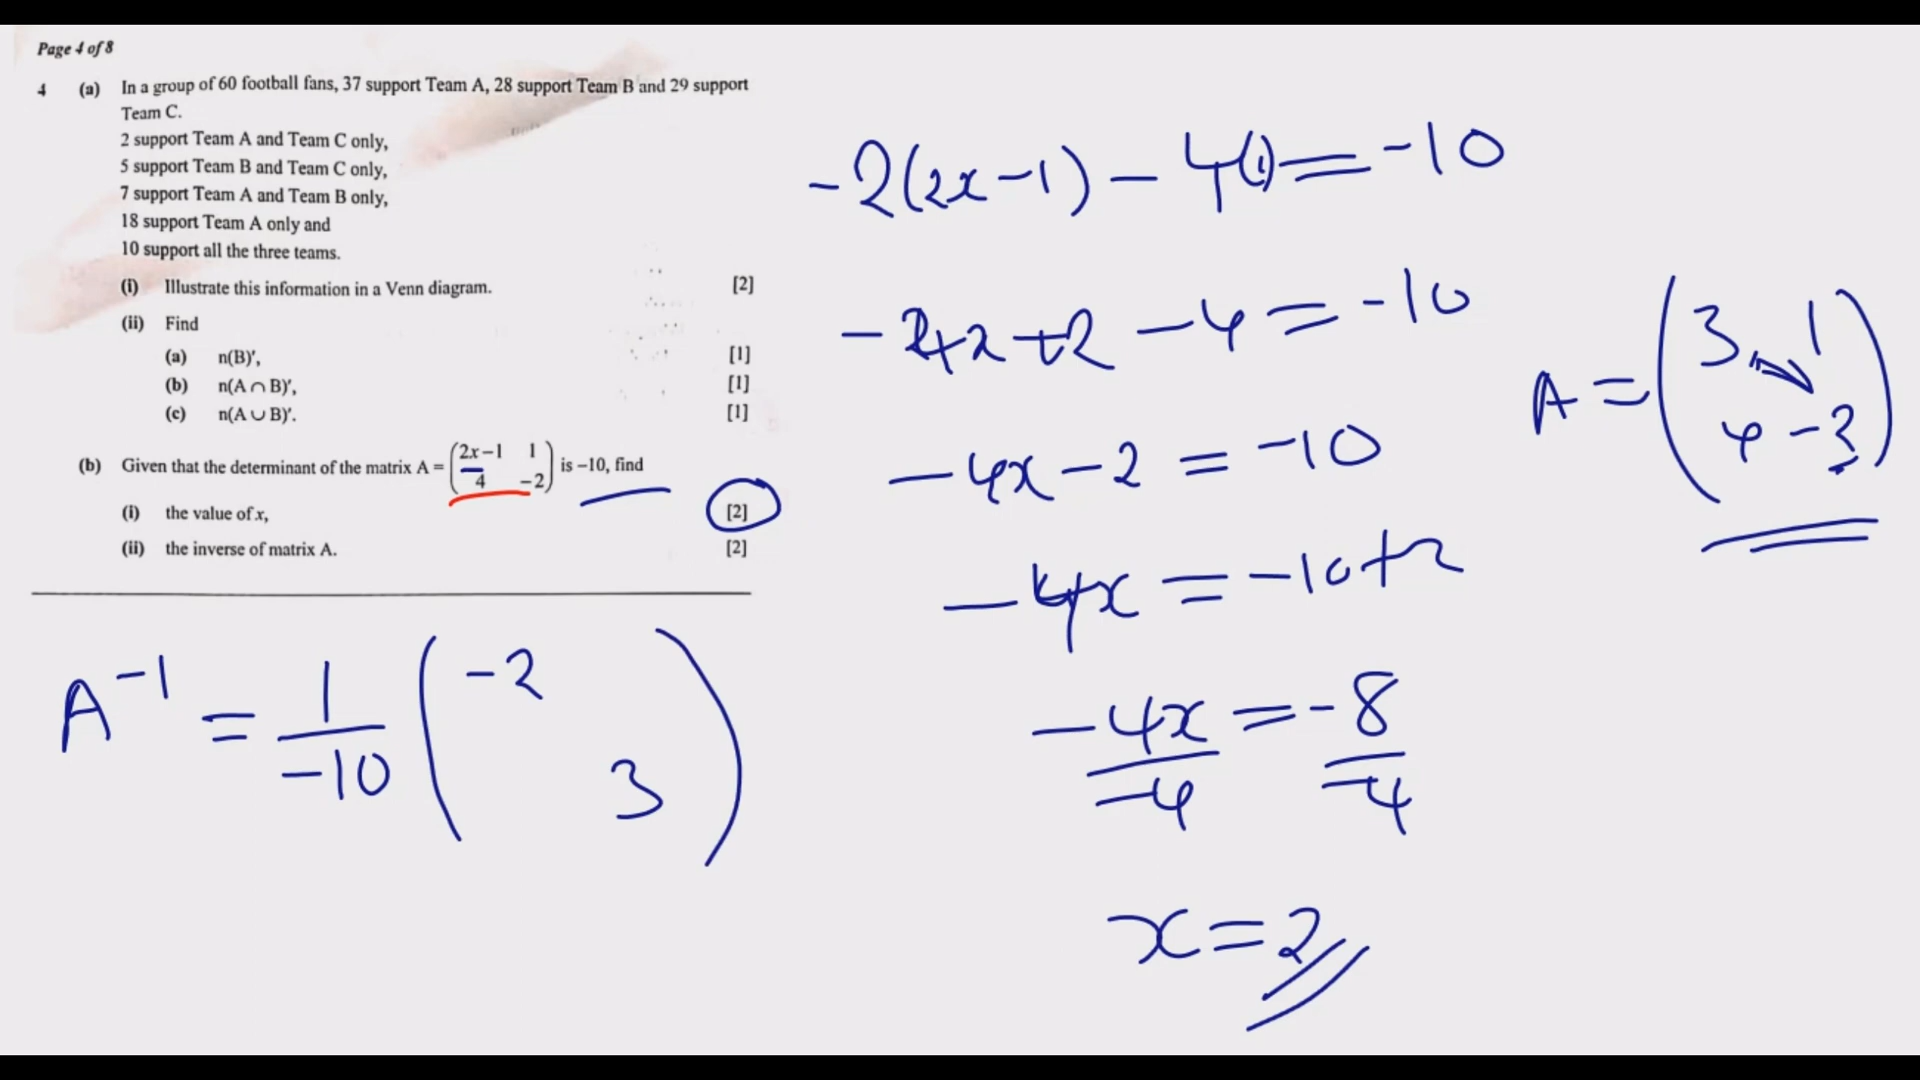 Page 4 of 8
4 (a) In a group of 60 football fans, 37 support Team A, 28 support Team B and 29 support
Team C.
2 support Team A and Team C only,
5 support Team B and Team C only,
7 support Team A and Team B only,
18 support Team A only and
10 support all the three teams.
(i) Illustrate this information in a Venn diagram. [2]
(ii) Find
(a) n(B)′, [1]
(b) n(A ∩ B)′, [1]
(c) n(A ∪ B)′. [1]
(b) Given that the determinant of the matrix A = (2x−1 1
4 −2) is −10, find
(i) the value of x, [2]
(ii) the inverse of matrix A. [2]
A⁻¹ = 1/−10 (−2
3)
−2(2x−1) − 4(1) = −10
−4x + 2 − 4 = −10
−4x − 2 = −10
−4x = −10 + 2
−4x/−4 = −8/−4
x = 2
A = (3 1
4 −2)